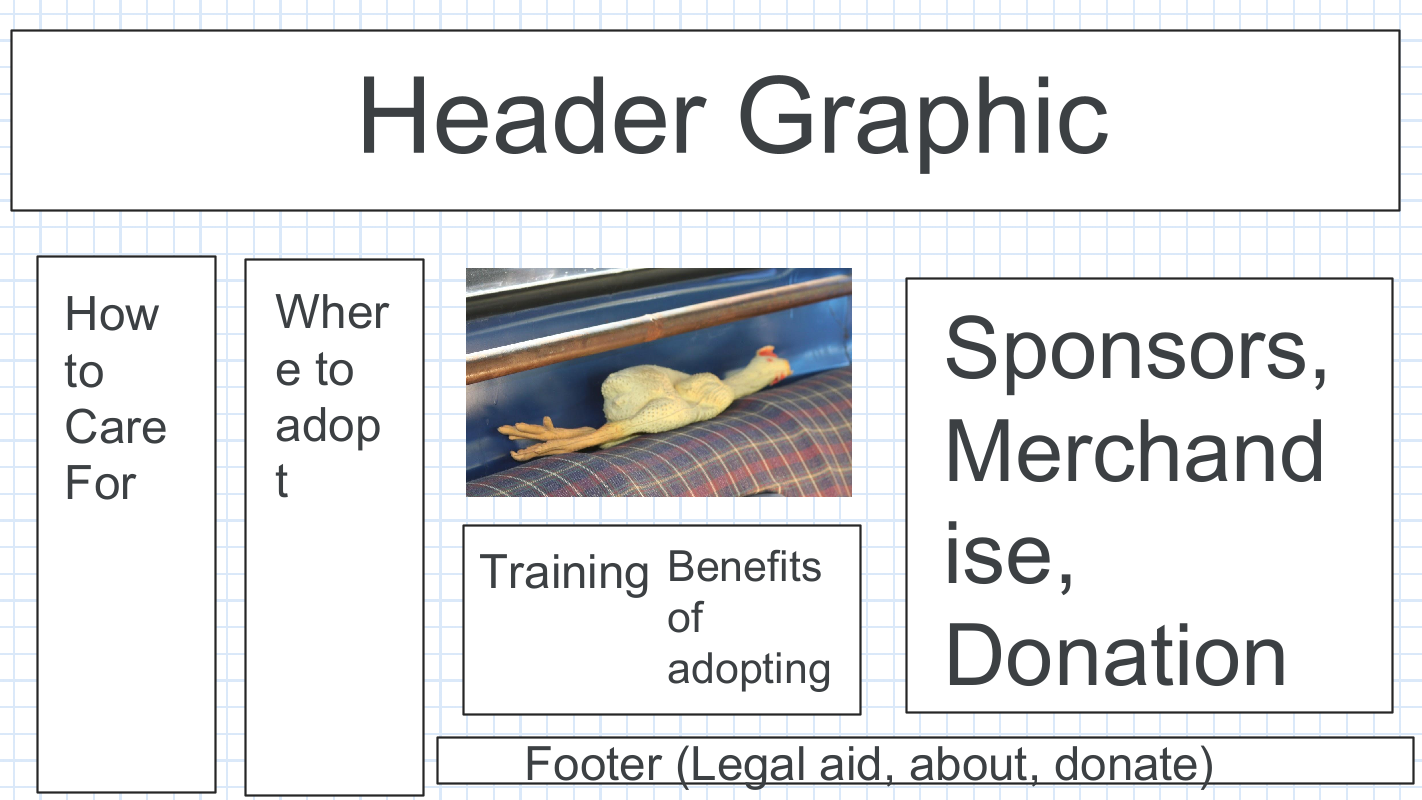 Header Graphic
How
to
Care
For
Wher
e to
adop
t
Training
Benefits
of
adopting
Sponsors,
Merchand
ise,
Donation
Footer (Legal aid, about, donate)